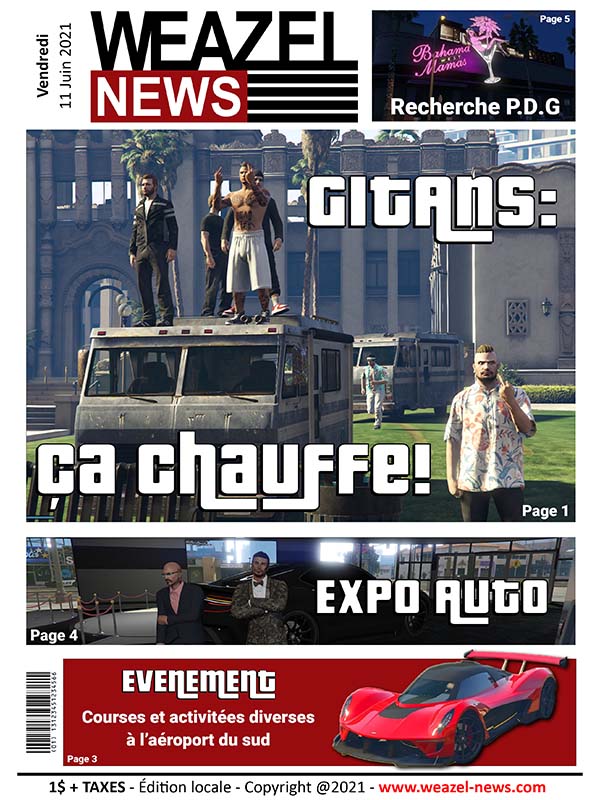 Vendredi
11 Juin 2021
WEAZEL
NEWS
Page 5
Bahama
WEST
Mamas
Recherche P.D.G
GITANS:
ça chauffe!
Page 1
EXPO AUTO
Page 4
EVENEMENT
Courses et activitées diverses
à l'aéroport du sud
Page 3
1$ + TAXES - Édition locale - Copyright @2021 - www.weazel-news.com